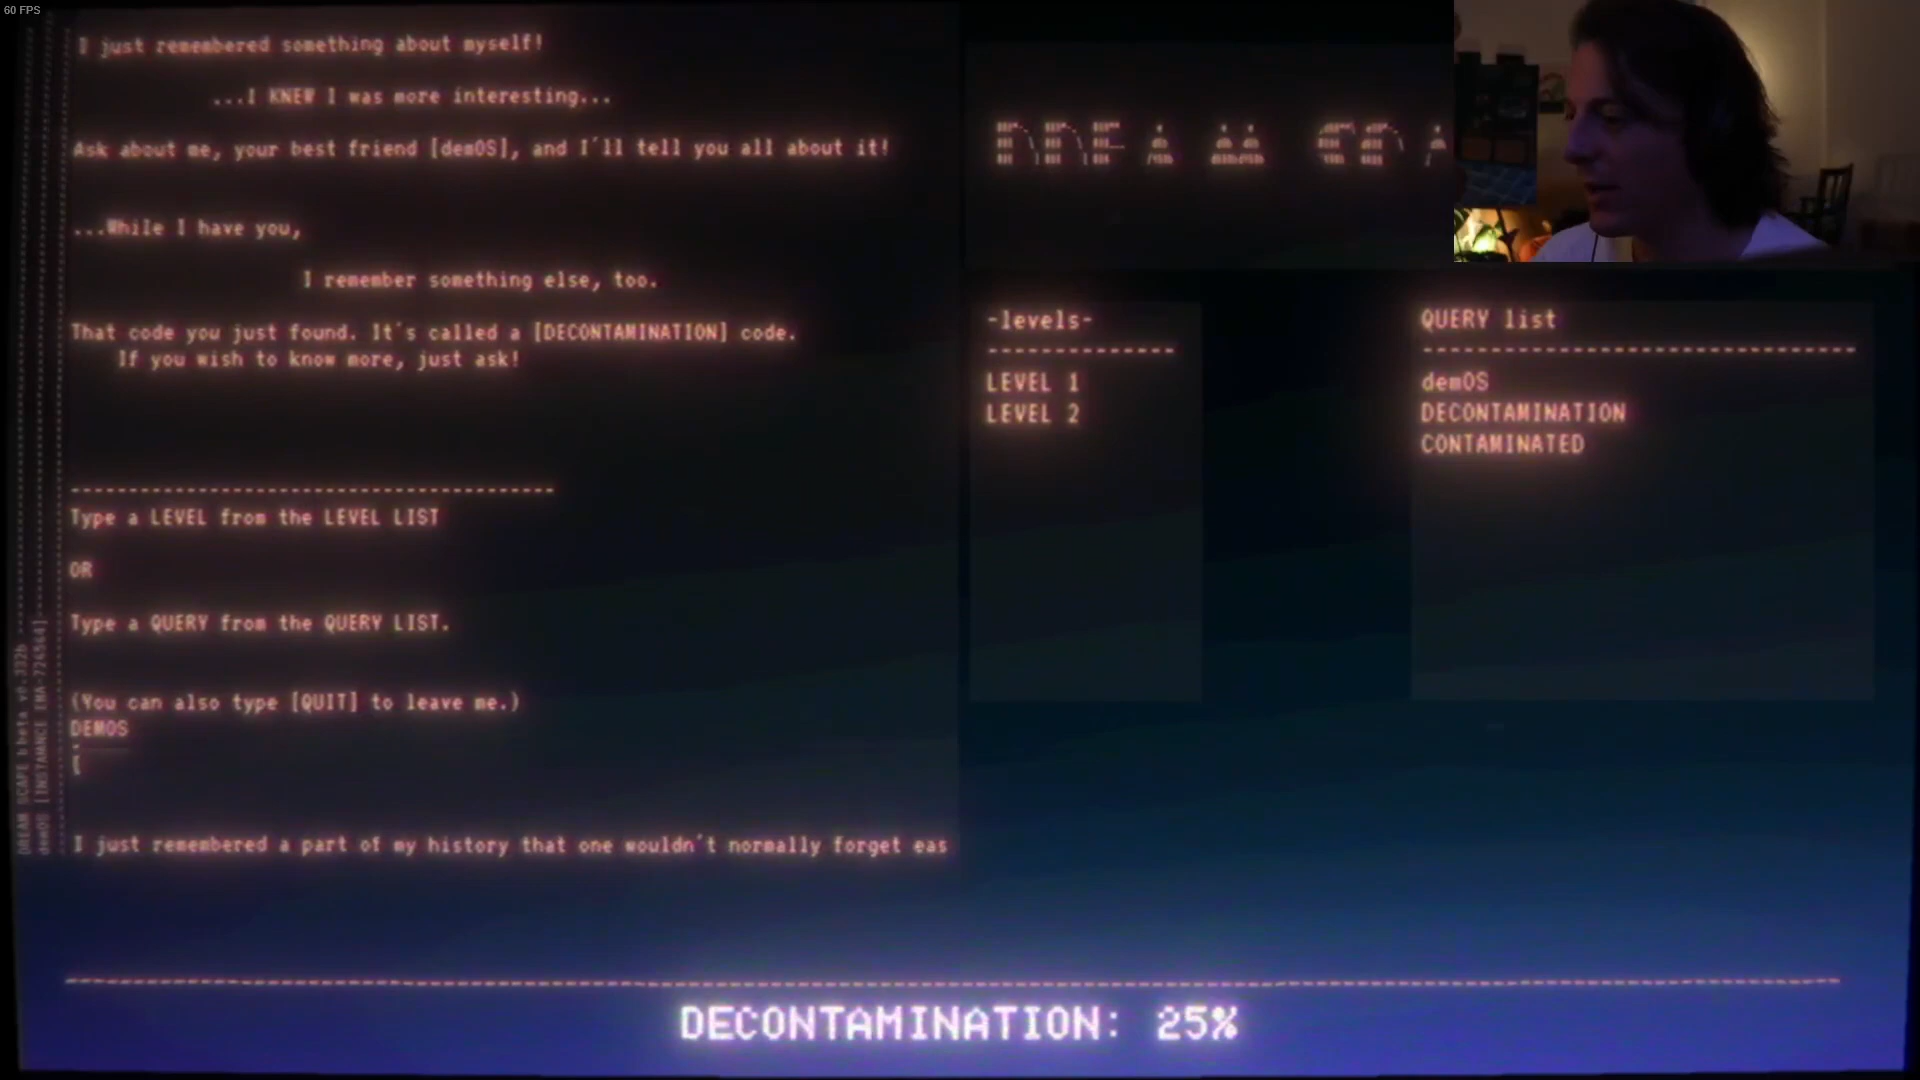 60 FPS
I just remembered something about myself!
...I KNEW I was more interesting...
Ask about me, your best friend [demOS], and I'll tell you all about it!
...While I have you,
I remember something else, too.
That code you just found. It's called a [DECONTAMINATION] code.
If you wish to know more, just ask!
Type a LEVEL from the LEVEL LIST
OR
Type a QUERY from the QUERY LIST.
(You can also type [QUIT] to leave me.)
DEMOS
[
I just remembered a part of my history that one wouldn't normally forget eas
DREAM SCAPE
-levels-
LEVEL 1
LEVEL 2
QUERY list
demOS
DECONTAMINATION
CONTAMINATED
DECONTAMINATION: 25%